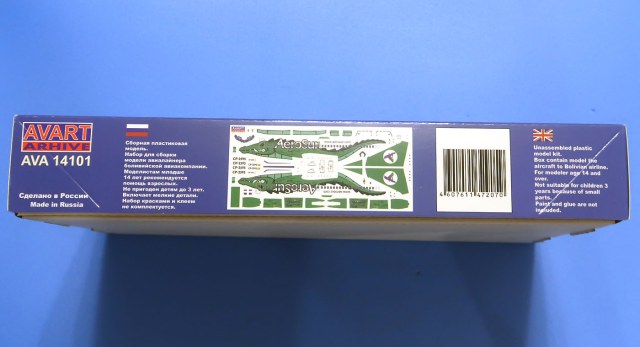 AVART
ARHIVE
AVA 14101
Сделано в России
Made in Russia
Сборная пластиковая
модель.
Набор для сборки
модели авиалайнера
боливийской авиакомпании.
Моделистам младше
14 лет рекомендуется
помощь взрослых.
Не пригоден детям до 3 лет.
Включает мелкие детали.
Набор красками и клеем
не комплектуется.
AeroSur
AeroSur
4607611472070
Unassembled plastic
model kit.
Box contain model the
aircraft to Bolivian airline.
For modeler age 14 and
over.
Not suitable for children 3
years because of small
parts.
Paint and glue are not
included.